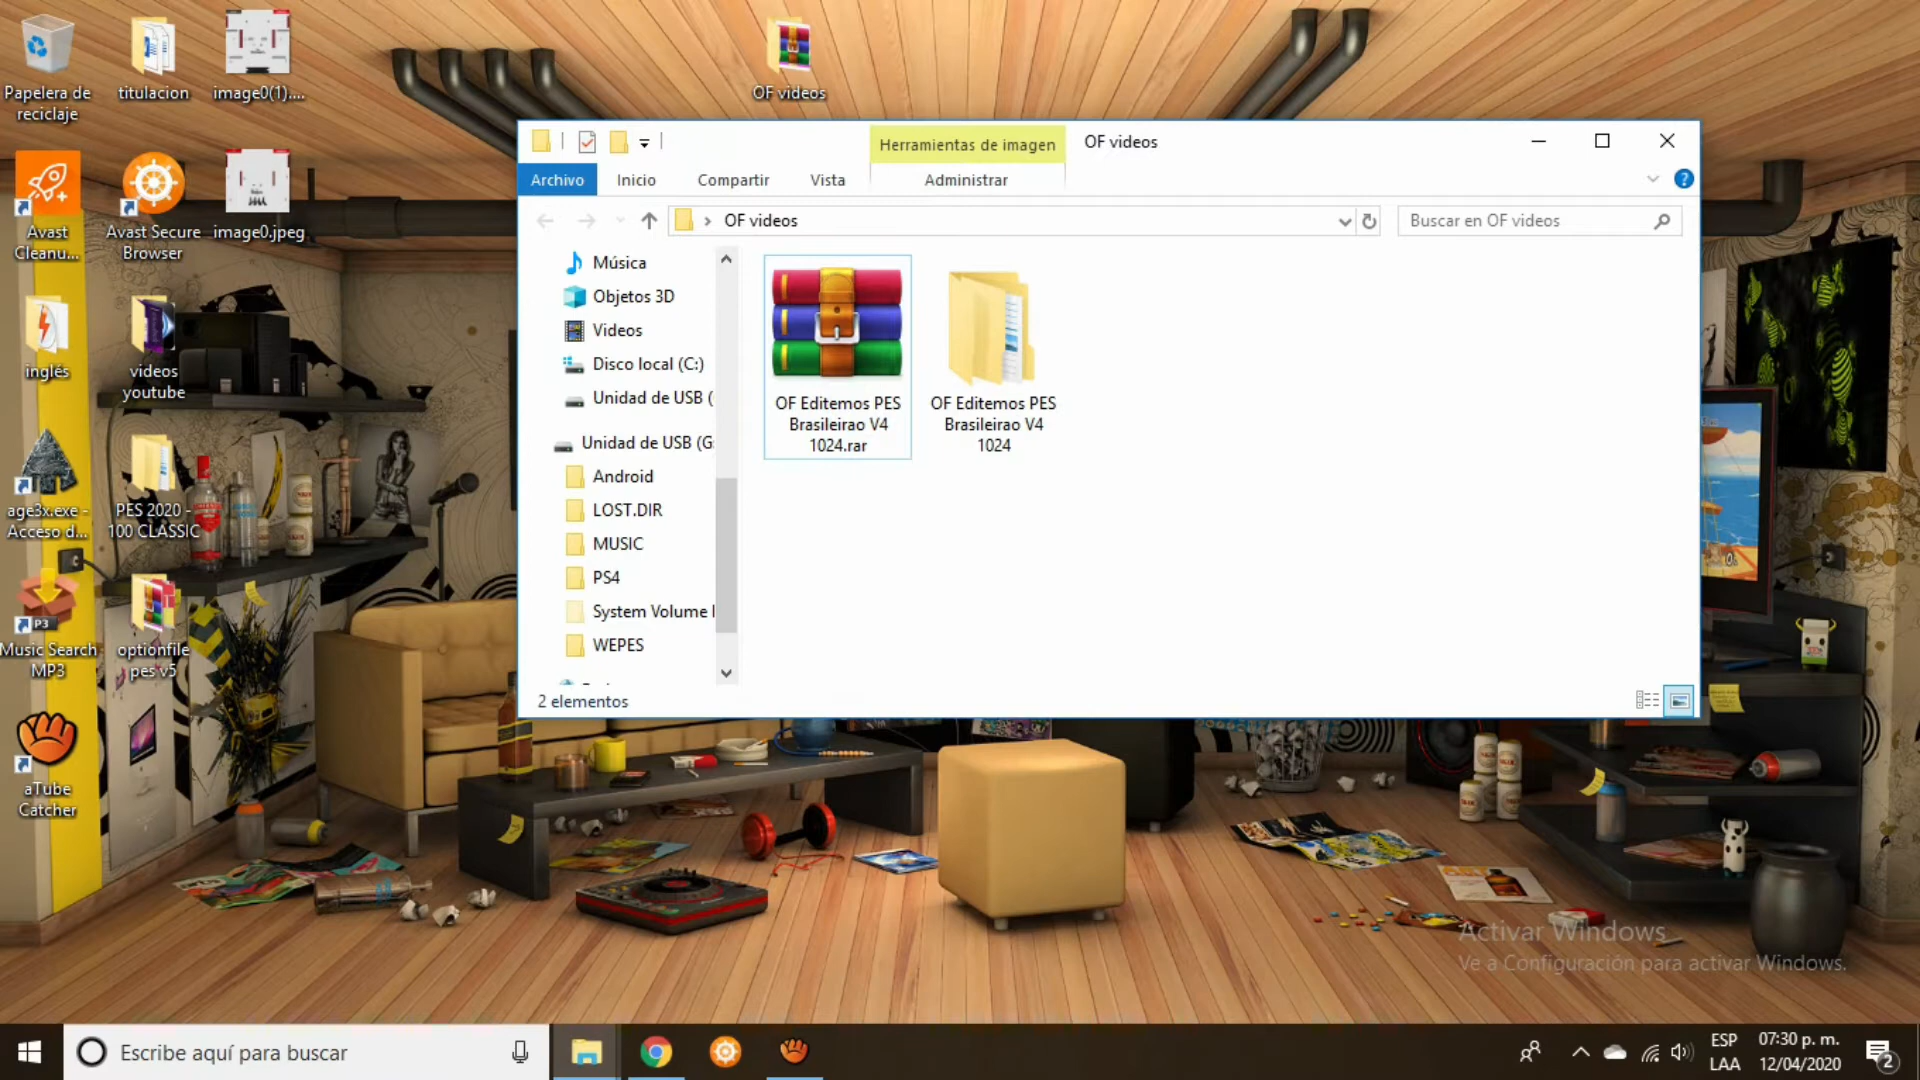 Papelera de
reciclaje
titulacion
image0(1)....
OF videos
Avast
Cleanu...
Avast Secure
Browser
image0.jpeg
inglés
videos
youtube
age3x.exe -
Acceso d...
PES 2020 -
100 CLASSIC
P3
Music Search
MP3
optionfile
pes v5
aTube
Catcher
Herramientas de imagen
OF videos
Archivo
Inicio
Compartir
Vista
Administrar
OF videos
Buscar en OF videos
Música
Objetos 3D
Videos
Disco local (C:)
Unidad de USB (
Unidad de USB (G:
Android
LOST.DIR
MUSIC
PS4
System Volume I
WEPES
OF Editemos PES
Brasileirao V4
1024.rar
OF Editemos PES
Brasileirao V4
1024
2 elementos
Activar Windows
Ve a Configuración para activar Windows.
Escribe aquí para buscar
ESP
LAA
07:30 p. m.
12/04/2020
2